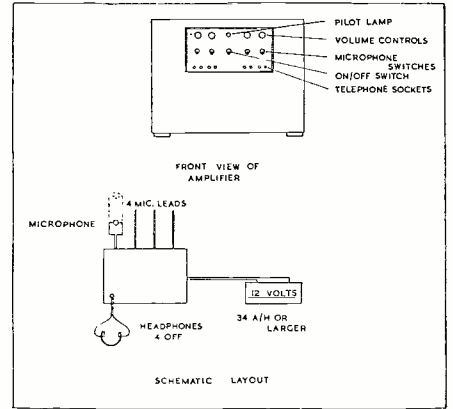 PILOT LAMP
VOLUME CONTROLS
MICROPHONE
SWITCHES
ON/OFF SWITCH
TELEPHONE SOCKETS
FRONT VIEW OF
AMPLIFIER
4 MIC. LEADS
MICROPHONE
12 VOLTS
34 A/H OR
LARGER
HEADPHONES
4 OFF
SCHEMATIC LAYOUT